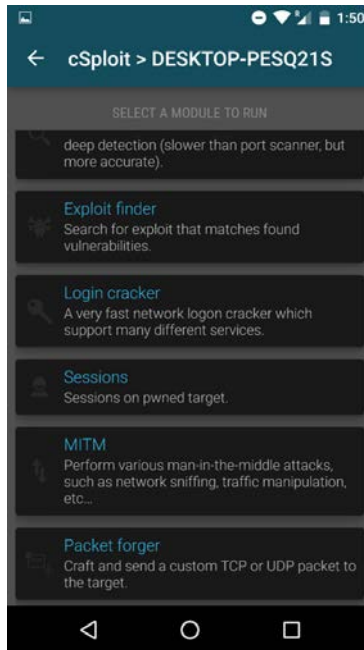 1:50
cSploit > DESKTOP-PESQ21S
SELECT A MODULE TO RUN
deep detection (slower than port scanner, but
more accurate).
Exploit finder
Search for exploit that matches found
vulnerabilities.
Login cracker
A very fast network logon cracker which
support many different services.
Sessions
Sessions on pwned target.
MITM
Perform various man-in-the-middle attacks,
such as network sniffing, traffic manipulation,
etc...
Packet forger
Craft and send a custom TCP or UDP packet to
the target.